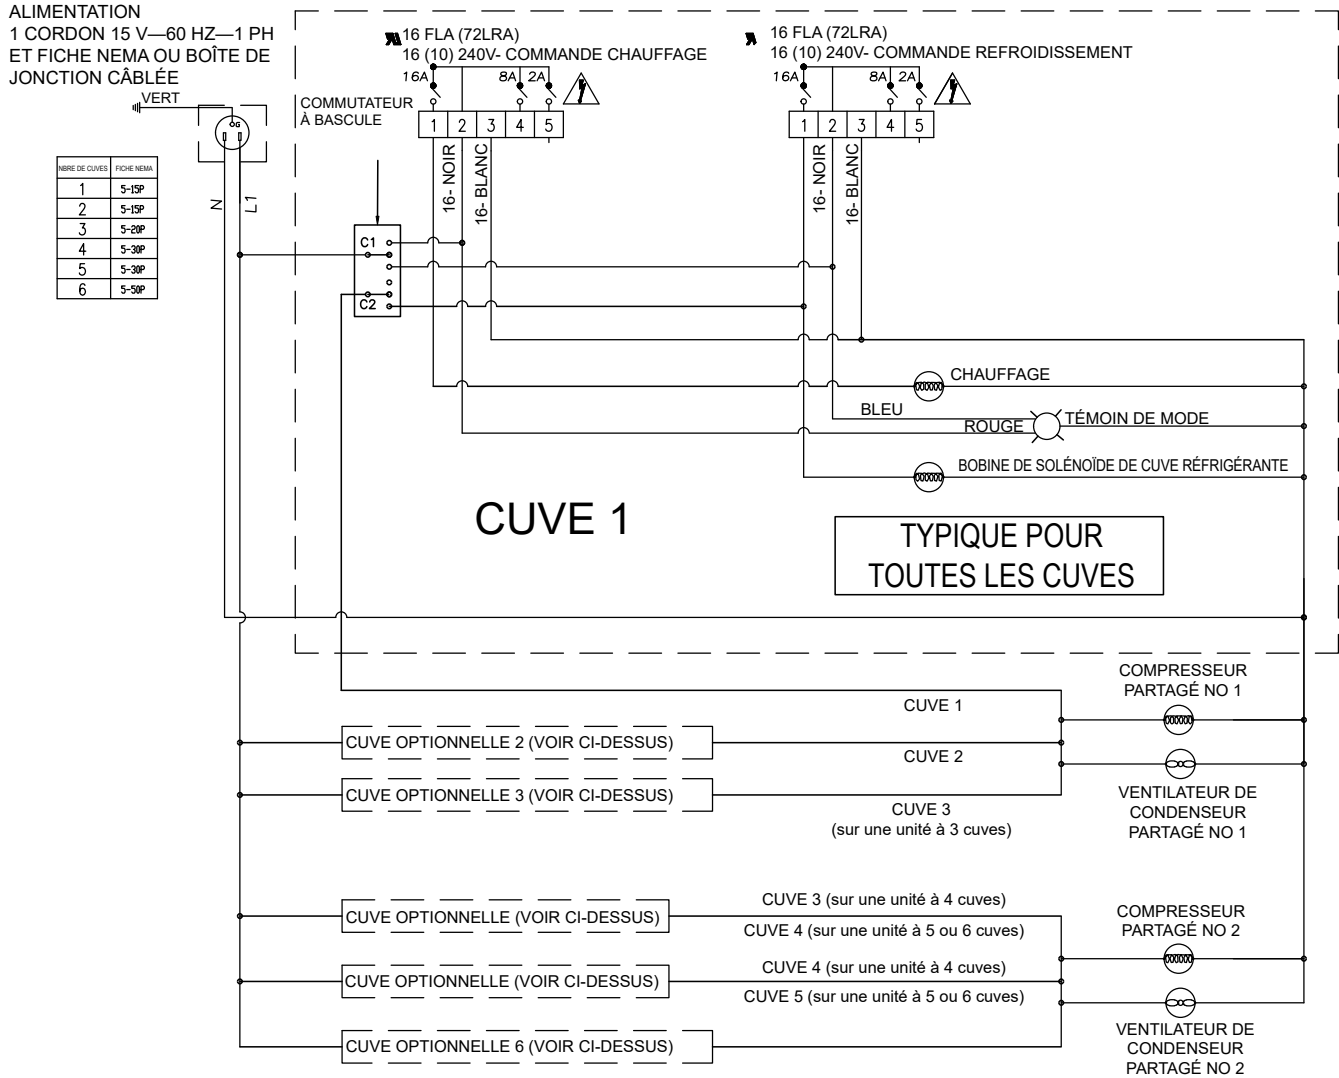 ALIMENTATION
1 CORDON 15 V—60 HZ—1 PH
ET FICHE NEMA OU BOÎTE DE
JONCTION CÂBLÉE
VERT
G
N
L1
NBRE DE CUVES FICHE NEMA
1 5-15P
2 5-15P
3 5-20P
4 5-30P
5 5-30P
6 5-50P
16 FLA (72LRA)
16 (10) 240V- COMMANDE CHAUFFAGE
16A 8A 2A
1 2 3 4 5
COMMUTATEUR
À BASCULE
16- NOIR
16- BLANC
16 FLA (72LRA)
16 (10) 240V- COMMANDE REFROIDISSEMENT
16A 8A 2A
1 2 3 4 5
16- NOIR
16- BLANC
C1
C2
CHAUFFAGE
BLEU
ROUGE
TÉMOIN DE MODE
BOBINE DE SOLÉNOÏDE DE CUVE RÉFRIGÉRANTE
CUVE 1
TYPIQUE POUR
TOUTES LES CUVES
COMPRESSEUR
PARTAGÉ NO 1
CUVE 1
CUVE OPTIONNELLE 2 (VOIR CI-DESSUS)
CUVE 2
CUVE OPTIONNELLE 3 (VOIR CI-DESSUS)
CUVE 3
(sur une unité à 3 cuves)
VENTILATEUR DE
CONDENSEUR
PARTAGÉ NO 1
CUVE OPTIONNELLE (VOIR CI-DESSUS)
CUVE 3 (sur une unité à 4 cuves)
CUVE 4 (sur une unité à 5 ou 6 cuves)
COMPRESSEUR
PARTAGÉ NO 2
CUVE OPTIONNELLE (VOIR CI-DESSUS)
CUVE 4 (sur une unité à 4 cuves)
CUVE 5 (sur une unité à 5 ou 6 cuves)
CUVE OPTIONNELLE 6 (VOIR CI-DESSUS)
VENTILATEUR DE
CONDENSEUR
PARTAGÉ NO 2